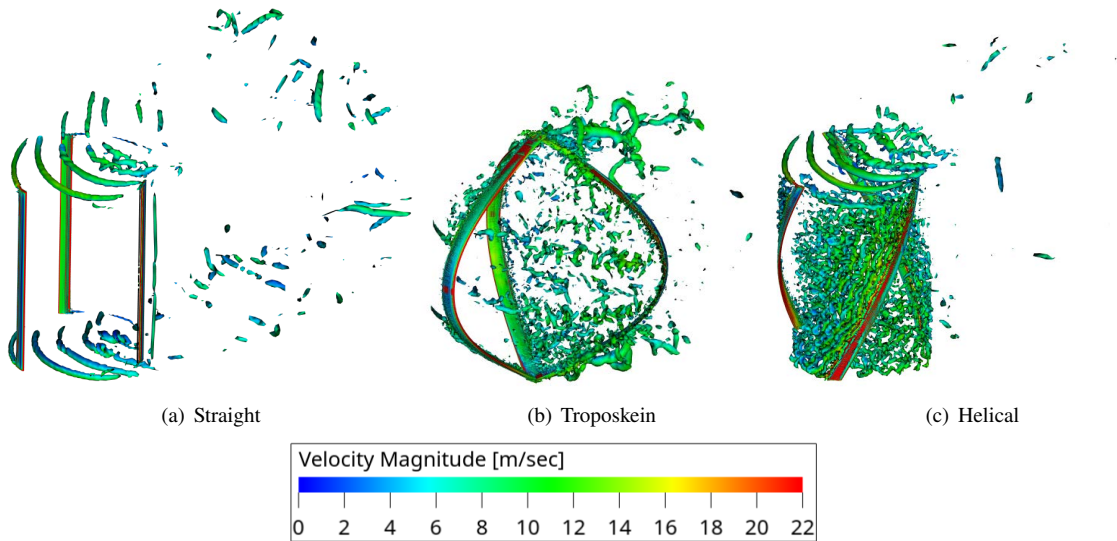 (a) Straight
(b) Troposkein
(c) Helical
Velocity Magnitude [m/sec]
0 2 4 6 8 10 12 14 16 18 20 22